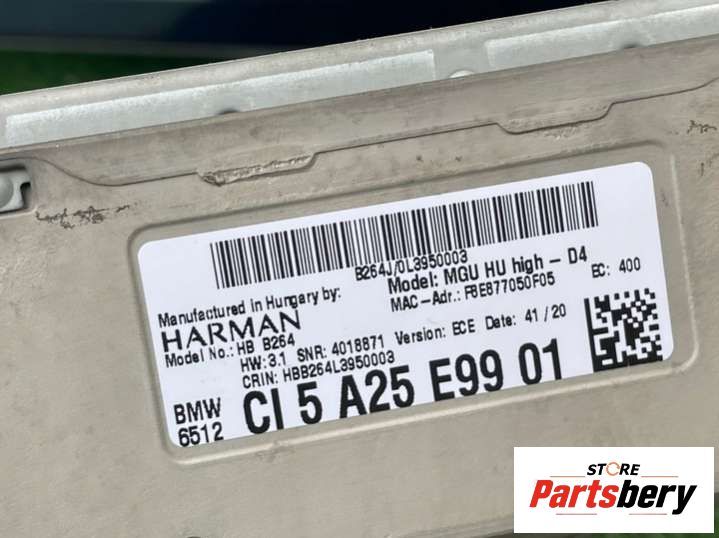 B264J/0L3950003
Manufactured in Hungary by: Model: MGU HU high – D4
HARMAN MAC–Adr.: F8E877050F05 EC: 400
Model No.: HB B264
HW: 3.1 SNR: 4018871 Version: ECE Date: 41/20
CRIN: HBB264L3950003
BMW CI 5 A25 E99 01
6512
STORE
Partsbery